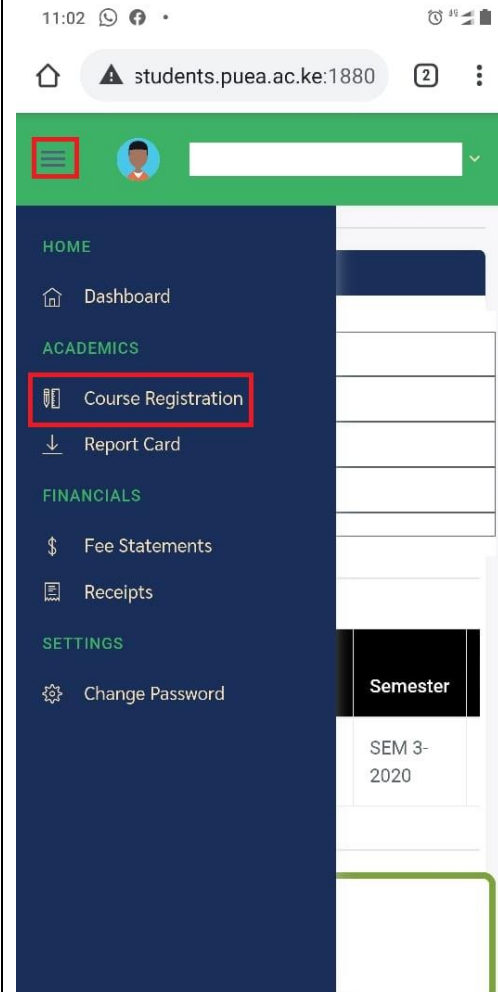 11:02
students.puea.ac.ke:1880
2
HOME
Dashboard
ACADEMICS
Course Registration
Report Card
FINANCIALS
$ Fee Statements
Receipts
SETTINGS
Change Password
Semester
SEM 3-
2020